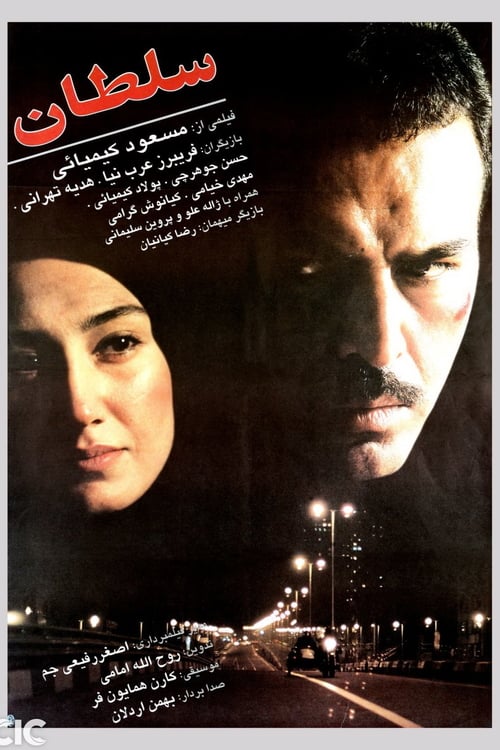 سلطان
فیلمی از: مسعود کیمیائی
بازیگران: فریبرز عرب نیا . هدیه تهرانی .
حسن جوهرچی . پولاد کیمیائی .
مهدی خیامی . کیانوش گرامی
همراه با ژاله علو و پروین سلیمانی
بازیگر میهمان: رضا کیانیان
فیلمبرداری: اصغر رفیعی جم
تدوین: روح الله امامی
موسیقی: کارن همایون فر
صدابردار: بهمن اردلان
CIC